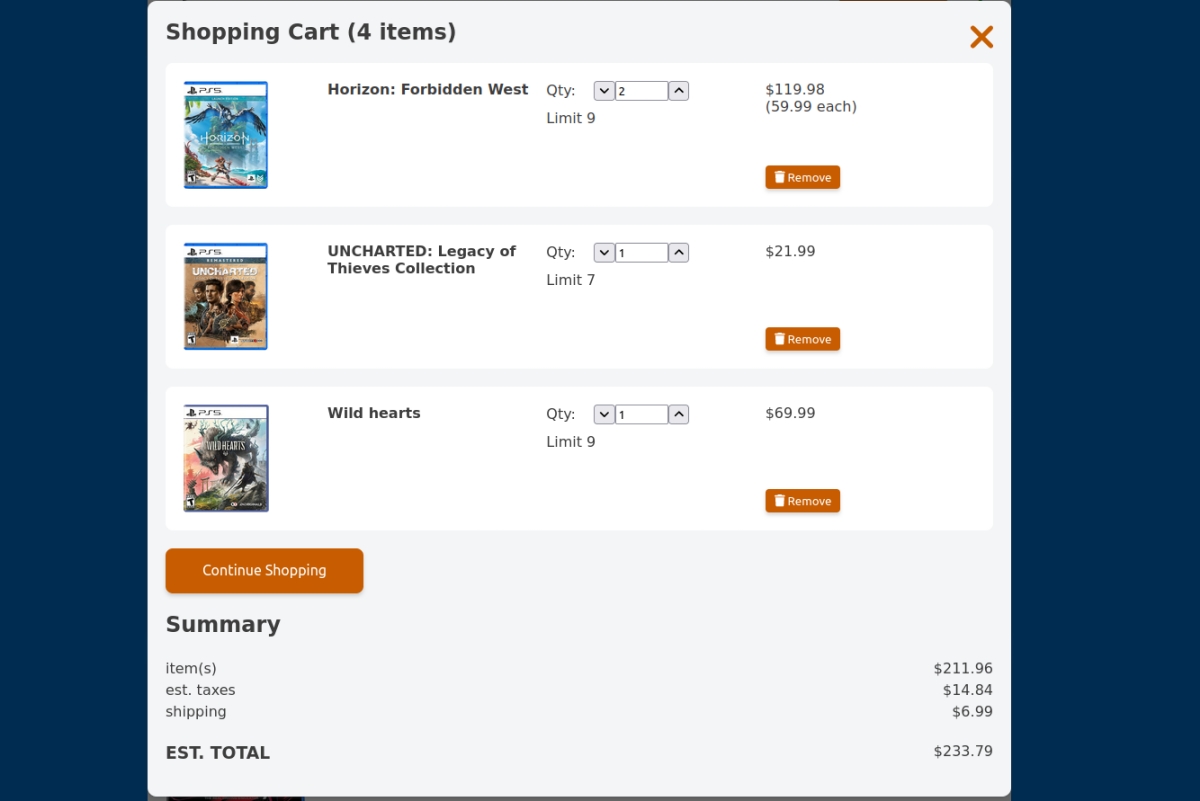 Shopping Cart (4 items)
PS5
HORIZON
FORBIDDEN WEST
Horizon: Forbidden West
Qty:
2
Limit 9
$119.98
(59.99 each)
Remove
PS5
REMASTERED
UNCHARTED
UNCHARTED: Legacy of
Thieves Collection
Qty:
1
Limit 7
$21.99
Remove
PS5
WILD HEARTS
Wild hearts
Qty:
1
Limit 9
$69.99
Remove
Continue Shopping
Summary
item(s) $211.96
est. taxes $14.84
shipping $6.99
EST. TOTAL $233.79